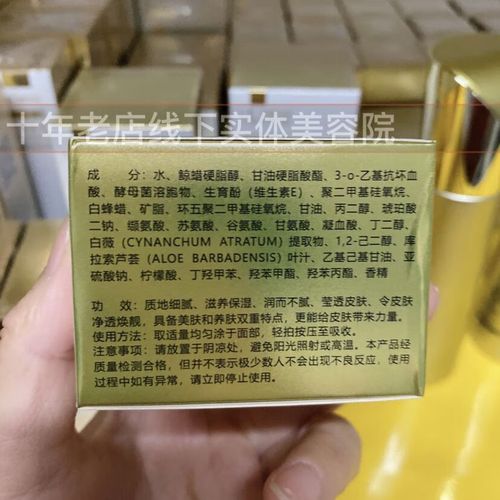 十年老店线下实体美容院
成 分：水、鲸蜡硬脂醇、甘油硬脂酸酯、3-o-乙基抗坏血
酸、酵母菌溶胞物、生育酚（维生素E）、聚二甲基硅氧烷、
白蜂蜡、矿脂、环五聚二甲基硅氧烷、甘油、丙二醇、琥珀酸
二钠、缬氨酸、苏氨酸、谷氨酸、甘氨酸、凝血酸、丁二醇、
白薇（CYNANCHUM ATRATUM）提取物、1,2-己二醇、库
拉索芦荟（ALOE BARBADENSIS）叶汁、乙基己基甘油、亚
硫酸钠、柠檬酸、丁羟甲苯、羟苯甲酯、羟苯丙酯、香精
功 效：质地细腻、滋养保湿、润而不腻、莹透皮肤、令皮肤
净透焕靓，具备美肤和养肤双重特点，更能给皮肤带来力量。
使用方法：取适量均匀涂于面部，轻拍按压至吸收。
注意事项：请放置于阴凉处，避免阳光照射或高温。本产品经
质量检测合格，但并不表示极少数人不会出现不良反应，使用
过程中如有异常，请立即停止使用。